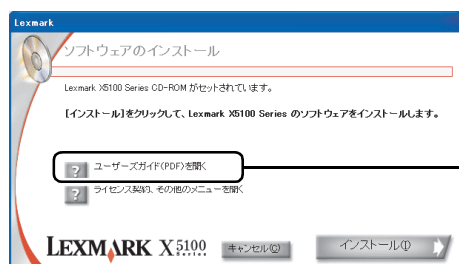 Lexmark
ソフトウェアのインストール
Lexmark X5100 Series CD-ROM がセットされています。
[インストール]をクリックして、Lexmark X5100 Series のソフトウェアをインストールします。
? ユーザーズガイド(PDF)を開く
? ライセンス契約、その他のメニューを開く
LEXMARK X5100 Series
キャンセル(C)
インストール(I)